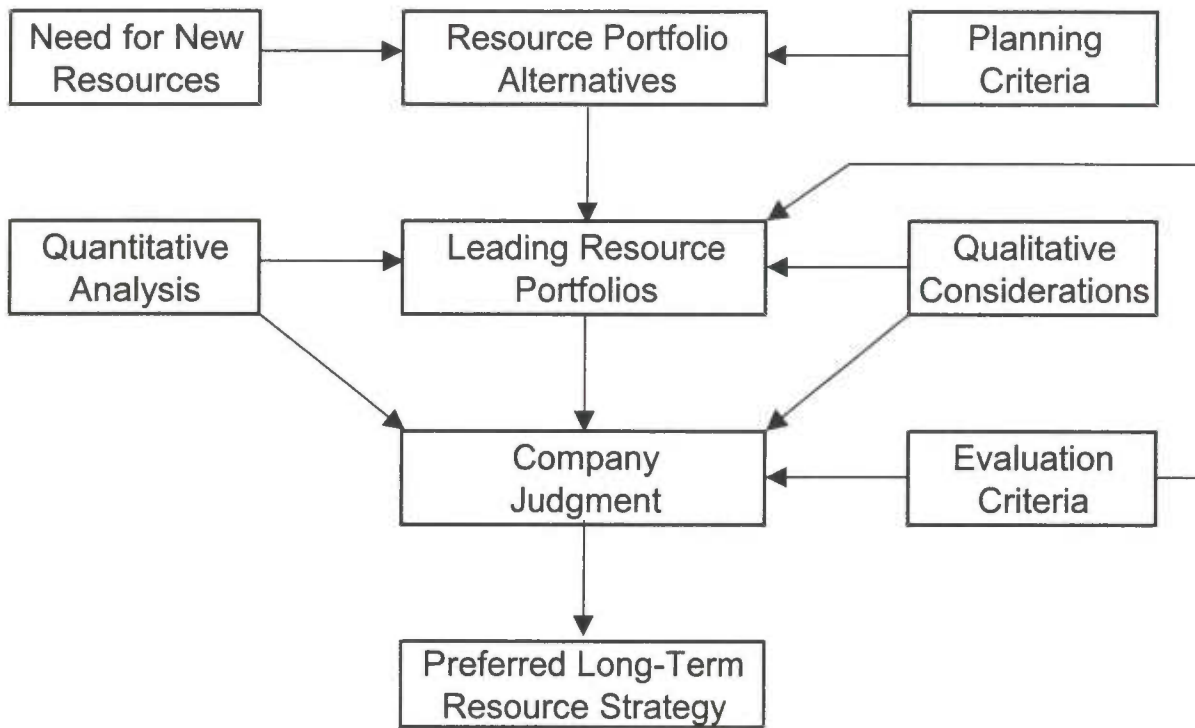 Need for New
Resources
Resource Portfolio
Alternatives
Planning
Criteria
Quantitative
Analysis
Leading Resource
Portfolios
Qualitative
Considerations
Company
Judgment
Evaluation
Criteria
Preferred Long-Term
Resource Strategy